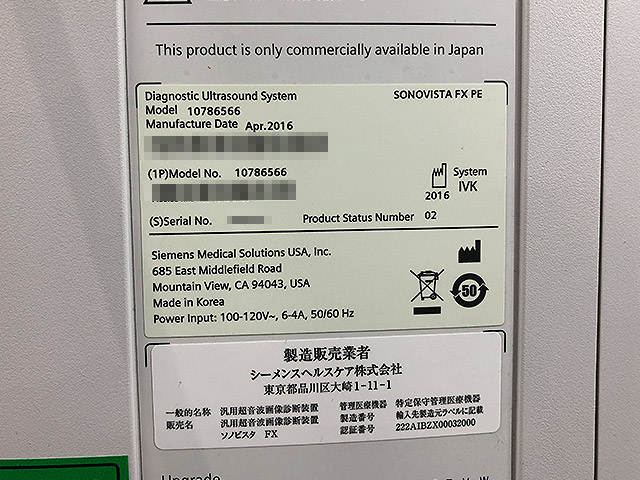 This product is only commercially available in Japan
Diagnostic Ultrasound System SONOVISTA FX PE
Model 10786566
Manufacture Date Apr.2016
(1P)Model No. 10786566
System
2016 IVK
(S)Serial No. Product Status Number 02
Siemens Medical Solutions USA, Inc.
685 East Middlefield Road
Mountain View, CA 94043, USA
Made in Korea
Power Input: 100-120V~, 6-4A, 50/60 Hz
50
製造販売業者
シーメンスヘルスケア株式会社
東京都品川区大崎1-11-1
一般的名称 汎用超音波画像診断装置 管理医療機器 特定保守管理医療機器
販売名 汎用超音波画像診断装置 製造番号 輸入先製造元ラベルに記載
ソノビスタ FX 認証番号 222AIBZX00032000
Upgrade